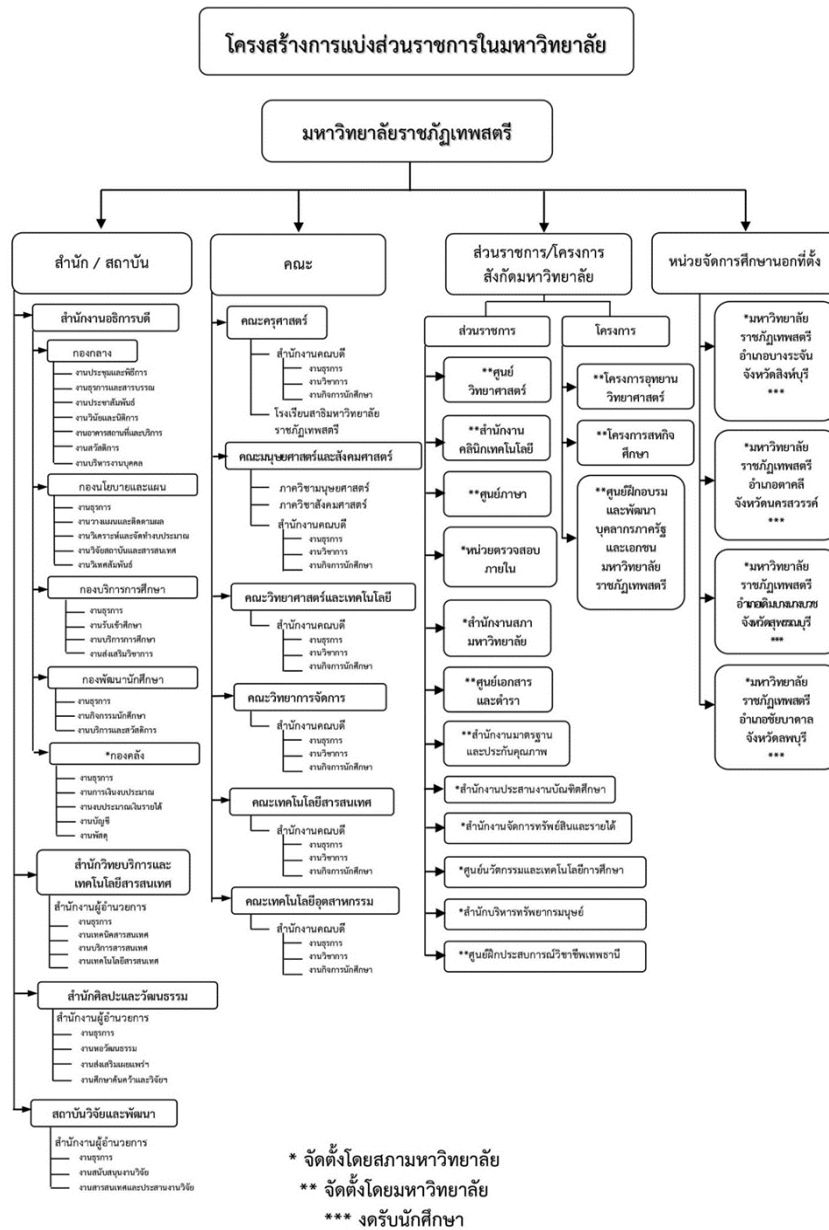 โครงสร้างการแบ่งส่วนราชการในมหาวิทยาลัย
มหาวิทยาลัยราชภัฏเทพสตรี
สำนัก / สถาบัน
สำนักงานอธิการบดี
กองกลาง
งานประชุมและพิธีการ
งานธุรการและสารบรรณ
งานประชาสัมพันธ์
งานวินัยและนิติการ
งานอาคารสถานที่และบริการ
งานสวัสดิการ
งานบริหารงานบุคคล
กองนโยบายและแผน
งานธุรการ
งานวางแผนและติดตามผล
งานวิเคราะห์และจัดทำงบประมาณ
งานวิจัยสถาบันและสารสนเทศ
งานวิเทศสัมพันธ์
กองบริการการศึกษา
งานธุรการ
งานรับเข้าศึกษา
งานบริการการศึกษา
งานส่งเสริมวิชาการ
กองพัฒนานักศึกษา
งานธุรการ
งานกิจกรรมนักศึกษา
งานบริการและสวัสดิการ
*กองคลัง
งานธุรการ
งานการเงินงบประมาณ
งานงบประมาณเงินรายได้
งานบัญชี
งานพัสดุ
สำนักวิทยบริการและ
เทคโนโลยีสารสนเทศ
สำนักงานผู้อำนวยการ
งานธุรการ
งานเทคนิคสารสนเทศ
งานบริการสารสนเทศ
งานเทคโนโลยีสารสนเทศ
สำนักศิลปะและวัฒนธรรม
สำนักงานผู้อำนวยการ
งานธุรการ
งานหอวัฒนธรรม
งานส่งเสริมเผยแพร่ฯ
งานศึกษาค้นคว้าและวิจัยฯ
สถาบันวิจัยและพัฒนา
สำนักงานผู้อำนวยการ
งานธุรการ
งานสนับสนุนงานวิจัย
งานสารสนเทศและประสานงานวิจัย
คณะ
คณะครุศาสตร์
สำนักงานคณบดี
งานธุรการ
งานวิชาการ
งานกิจการนักศึกษา
โรงเรียนสาธิมหาวิทยาลัย
ราชภัฏเทพสตรี
คณะมนุษยศาสตร์และสังคมศาสตร์
ภาควิชามนุษยศาสตร์
ภาควิชาสังคมศาสตร์
สำนักงานคณบดี
งานธุรการ
งานวิชาการ
งานกิจการนักศึกษา
คณะวิทยาศาสตร์และเทคโนโลยี
สำนักงานคณบดี
งานธุรการ
งานวิชาการ
งานกิจการนักศึกษา
คณะวิทยาการจัดการ
สำนักงานคณบดี
งานธุรการ
งานวิชาการ
งานกิจการนักศึกษา
คณะเทคโนโลยีสารสนเทศ
สำนักงานคณบดี
งานธุรการ
งานวิชาการ
งานกิจการนักศึกษา
คณะเทคโนโลยีอุตสาหกรรม
สำนักงานคณบดี
งานธุรการ
งานวิชาการ
งานกิจการนักศึกษา
ส่วนราชการ/โครงการ
สังกัดมหาวิทยาลัย
ส่วนราชการ
**ศูนย์
วิทยาศาสตร์
**สำนักงาน
คลินิกเทคโนโลยี
**ศูนย์ภาษา
*หน่วยตรวจสอบ
ภายใน
*สำนักงานสภา
มหาวิทยาลัย
**ศูนย์เอกสาร
และตำรา
**สำนักงานมาตรฐาน
และประกันคุณภาพ
*สำนักงานประสานงานบัณฑิตศึกษา
*สำนักงานจัดการทรัพย์สินและรายได้
*ศูนย์นวัตกรรมและเทคโนโลยีการศึกษา
*สำนักบริหารทรัพยากรมนุษย์
**ศูนย์ฝึกประสบการณ์วิชาชีพเทพธานี
โครงการ
**โครงการอุทยาน
วิทยาศาสตร์
**โครงการสหกิจ
ศึกษา
**ศูนย์ฝึกอบรม
และพัฒนา
บุคลากรภาครัฐ
และเอกชน
มหาวิทยาลัย
ราชภัฏเทพสตรี
หน่วยจัดการศึกษานอกที่ตั้ง
*มหาวิทยาลัย
ราชภัฏเทพสตรี
อำเภอบางระจัน
จังหวัดสิงห์บุรี
***
*มหาวิทยาลัย
ราชภัฏเทพสตรี
อำเภอตาคลี
จังหวัดนครสวรรค์
***
*มหาวิทยาลัย
ราชภัฏเทพสตรี
อำเภอเดิมบางนางบวช
จังหวัดสุพรรณบุรี
***
*มหาวิทยาลัย
ราชภัฏเทพสตรี
อำเภอชัยบาดาล
จังหวัดลพบุรี
***
* จัดตั้งโดยสภามหาวิทยาลัย
** จัดตั้งโดยมหาวิทยาลัย
*** งดรับนักศึกษา